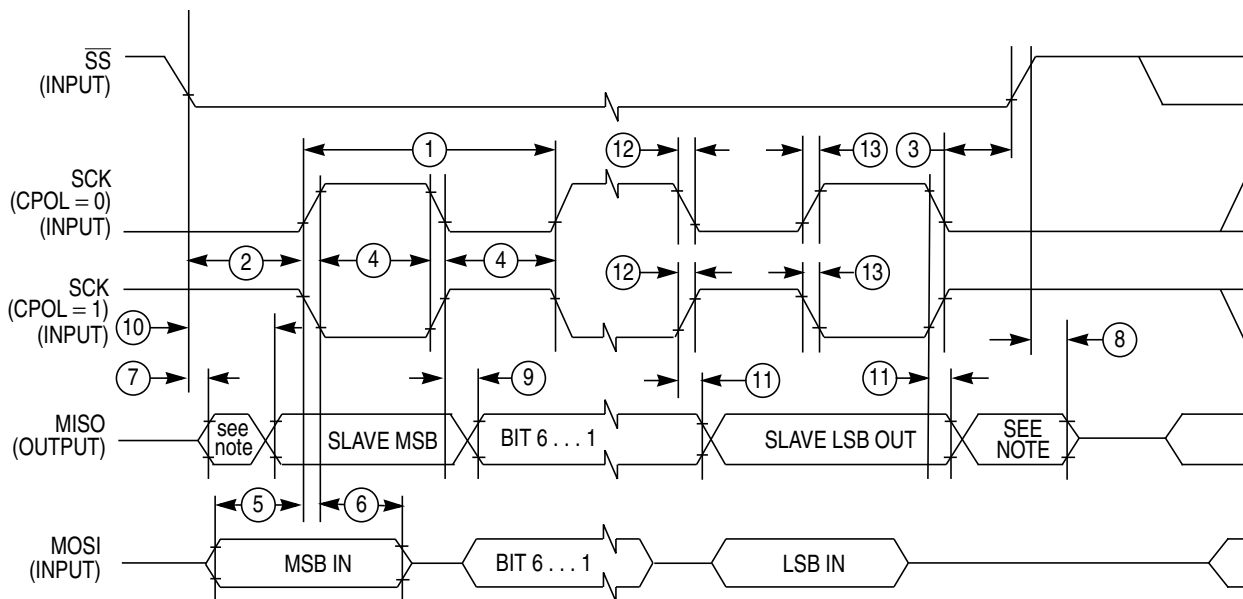 SS
(INPUT)
1
12
13
3
SCK
(CPOL = 0)
(INPUT)
2
4
4
12
13
SCK
(CPOL = 1)
(INPUT)
10
8
7
9
11
11
MISO
(OUTPUT)
see
note
SLAVE MSB
BIT 6 . . . 1
SLAVE LSB OUT
SEE
NOTE
5
6
MOSI
(INPUT)
MSB IN
BIT 6 . . . 1
LSB IN